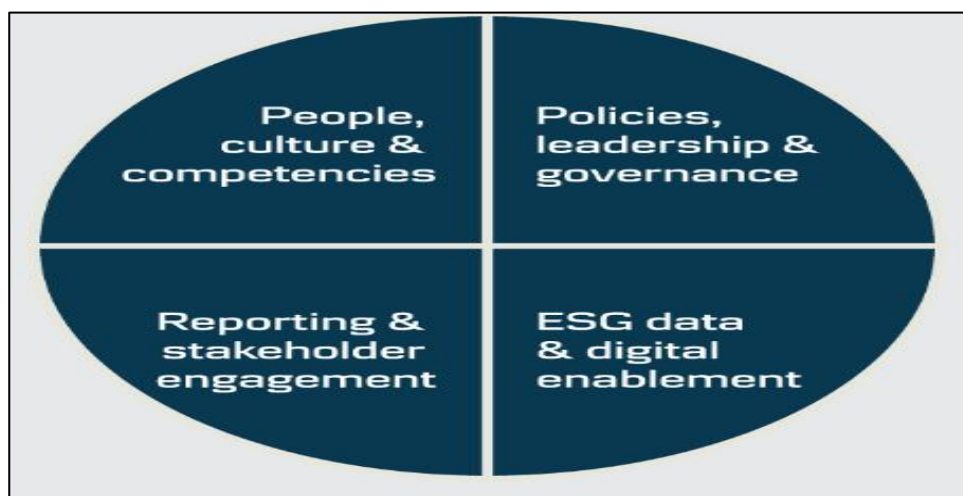 People,
culture &
competencies
Policies,
leadership &
governance
Reporting &
stakeholder
engagement
ESG data
& digital
enablement